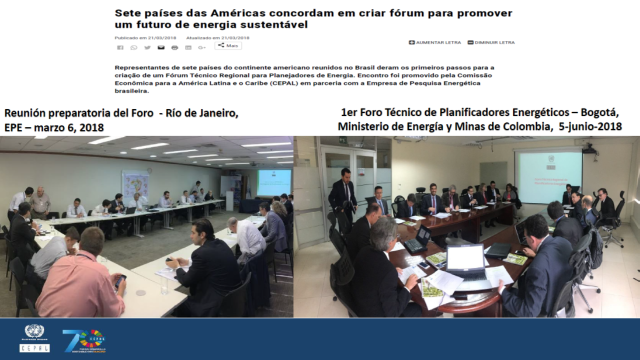 Sete países das Américas concordam em criar fórum para promover
um futuro de energia sustentável
Publicado em 21/03/2018 Atualizado em 21/03/2018
Mais
AUMENTAR LETRA DIMINUIR LETRA
Representantes de sete países do continente americano reunidos no Brasil deram os primeiros passos para a
criação de um Fórum Técnico Regional para Planejadores de Energia. Encontro foi promovido pela Comissão
Econômica para a América Latina e o Caribe (CEPAL) em parceria com a Empresa de Pesquisa Energética
brasileira.
Reunión preparatoria del Foro - Río de Janeiro,
EPE – marzo 6, 2018
1er Foro Técnico de Planificadores Energéticos – Bogotá,
Ministerio de Energía y Minas de Colombia, 5-junio-2018
CEPAL
70